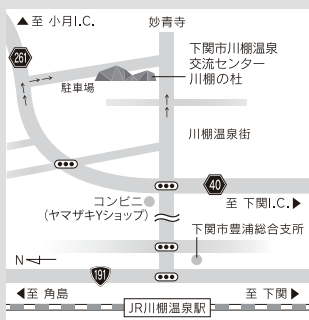 ▲至 小月I.C.
妙青寺
261
下関市川棚温泉
交流センター
川棚の杜
駐車場
川棚温泉街
40
コンビニ
(ヤマザキYショップ)
至 下関I.C.▶
下関市豊浦総合支所
N
191
◀至 角島
至 下関▶
JR川棚温泉駅